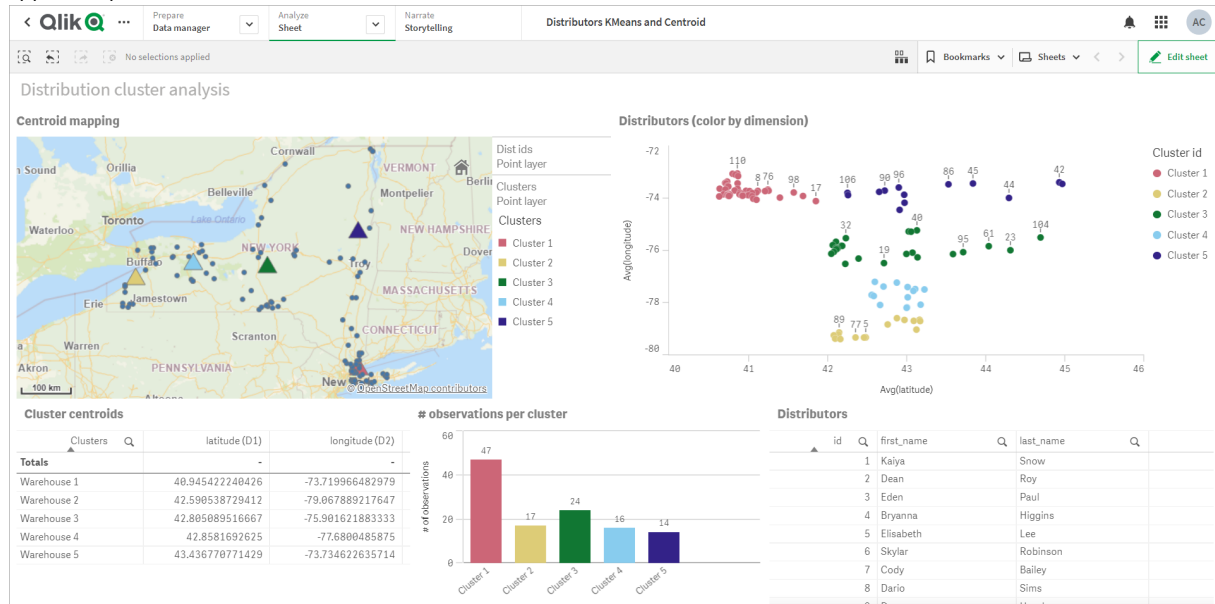 Qlik
Prepare
Data manager
Analyze
Sheet
Narrate
Storytelling
Distributors KMeans and Centroid
AC
No selections applied
Bookmarks
Sheets
Edit sheet
Distribution cluster analysis
Centroid mapping
Sound
Orillia
Cornwall
VERMONT
Montpelier
Berlin
Belleville
Toronto
Lake Ontario
Waterloo
NEW HAMPSHIRE
NEW YORK
Buffalo
Troy
Dover
MASSACHUSETTS
Erie
Jamestown
CONNECTICUT
Scranton
Warren
Akron
PENNSYLVANIA
New
100 km
© OpenStreetMap contributors
Dist ids
Point layer
Clusters
Point layer
Clusters
Cluster 1
Cluster 2
Cluster 3
Cluster 4
Cluster 5
Distributors (color by dimension)
-72
-74
-76
-78
-80
Avg(longitude)
110
8
76
98
17
106
90
96
86
45
44
42
32
40
19
95
61
23
104
89
77
5
40
41
42
43
44
45
46
Avg(latitude)
Cluster id
Cluster 1
Cluster 2
Cluster 3
Cluster 4
Cluster 5
Cluster centroids
Clusters latitude (D1) longitude (D2)
Totals - -
Warehouse 1 40.945422240426 -73.719966482979
Warehouse 2 42.590538729412 -79.067889217647
Warehouse 3 42.805089516667 -75.901621883333
Warehouse 4 42.8581692625 -77.6800485875
Warehouse 5 43.436770771429 -73.734622635714
# observations per cluster
# of observations
60
40
20
0
47
17
24
16
14
Cluster 1
Cluster 2
Cluster 3
Cluster 4
Cluster 5
Distributors
id first_name last_name
1 Kaiya Snow
2 Dean Roy
3 Eden Paul
4 Bryanna Higgins
5 Elisabeth Lee
6 Skylar Robinson
7 Cody Bailey
8 Dario Sims